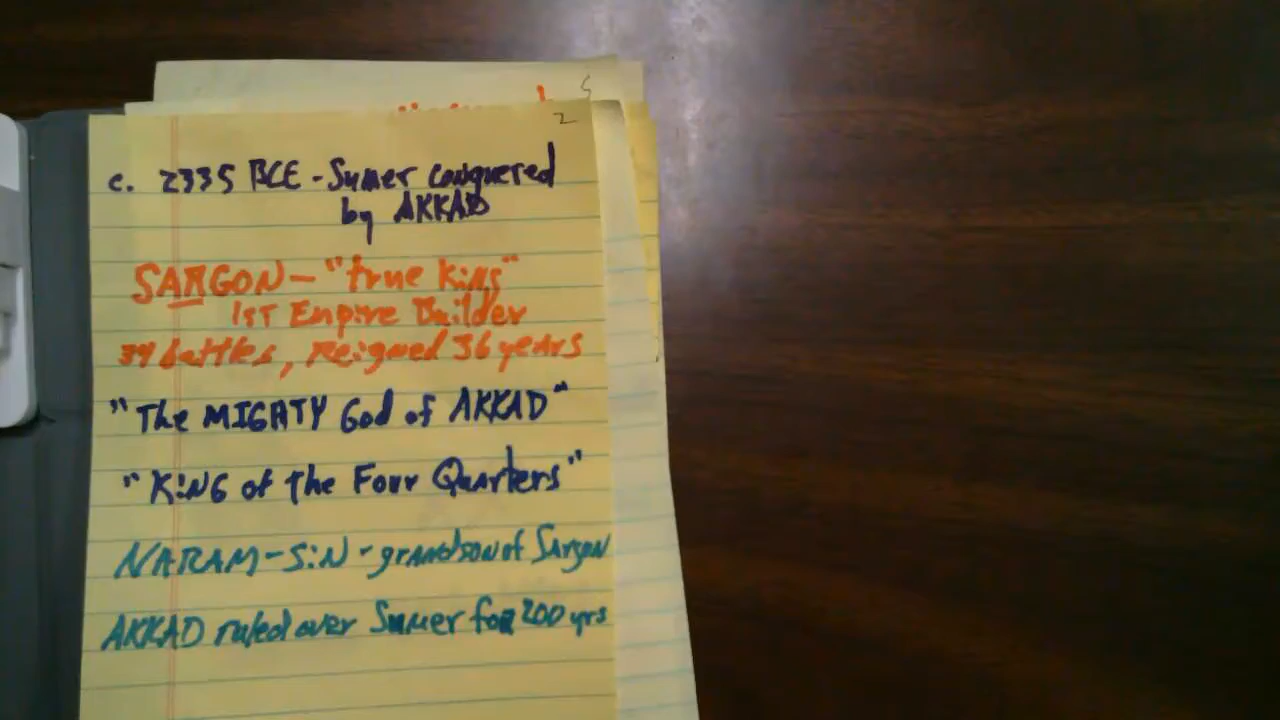 5
2
c. 2335 BCE - Sumer conquered
by AKKAD
SARGON - "true king"
1ST Empire Builder
34 battles, reigned 36 years
"The MIGHTY God of AKKAD"
"KiNG of the Four Quarters"
NARAM-SiN - grandson of Sargon
AKKAD ruled over Sumer for 200 yrs